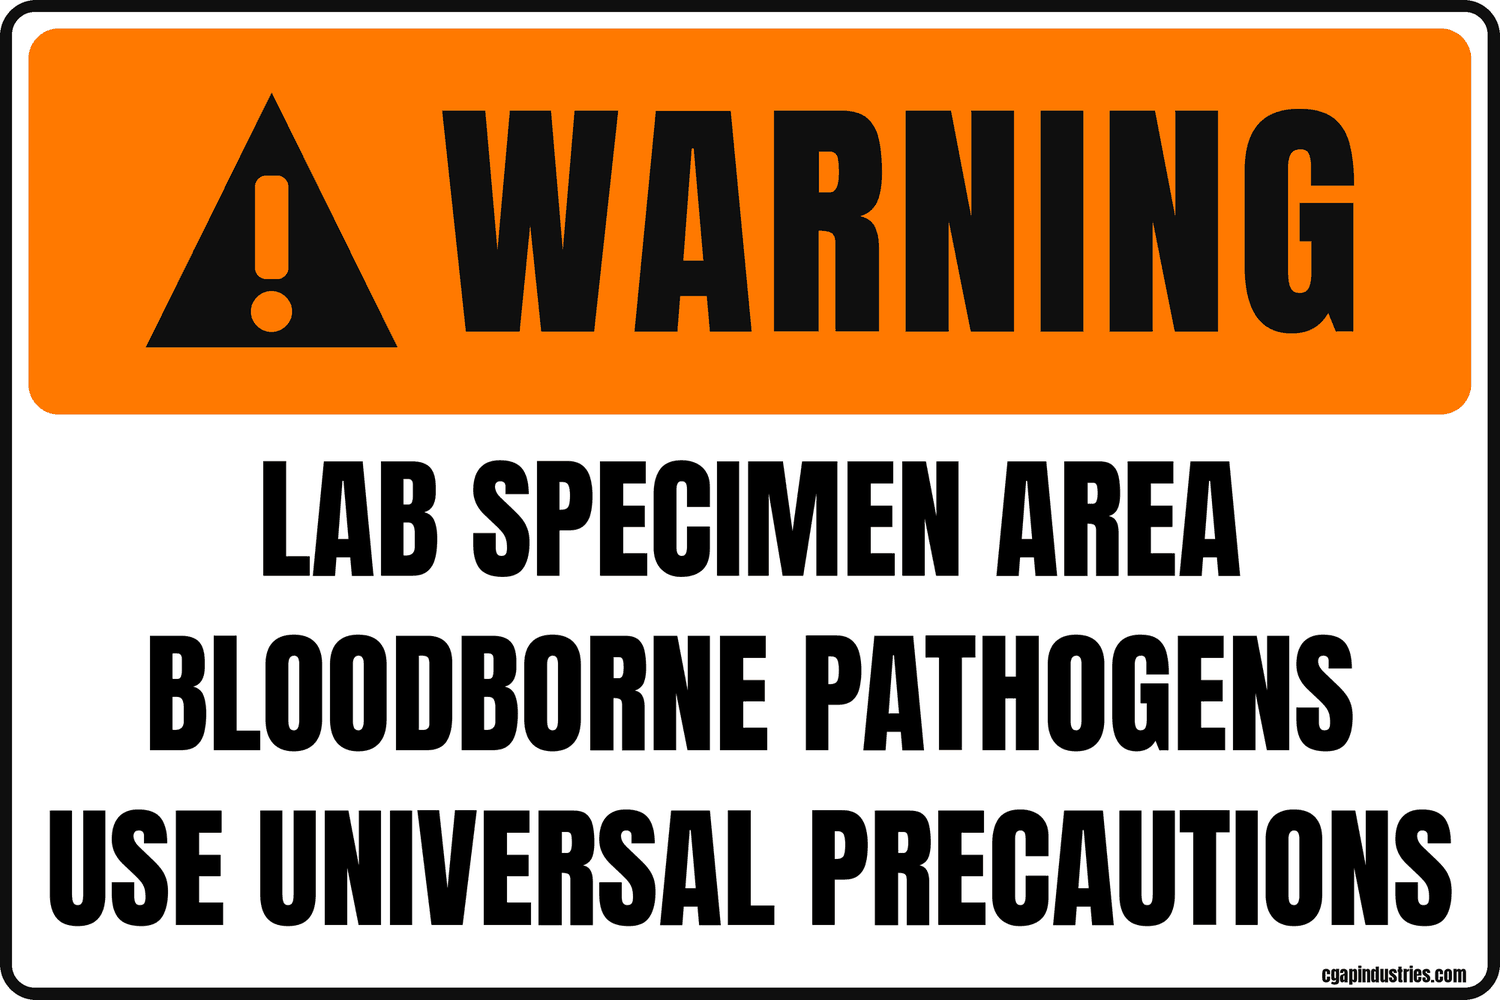 WARNING
LAB SPECIMEN AREA
BLOODBORNE PATHOGENS
USE UNIVERSAL PRECAUTIONS
cgapindustries.com